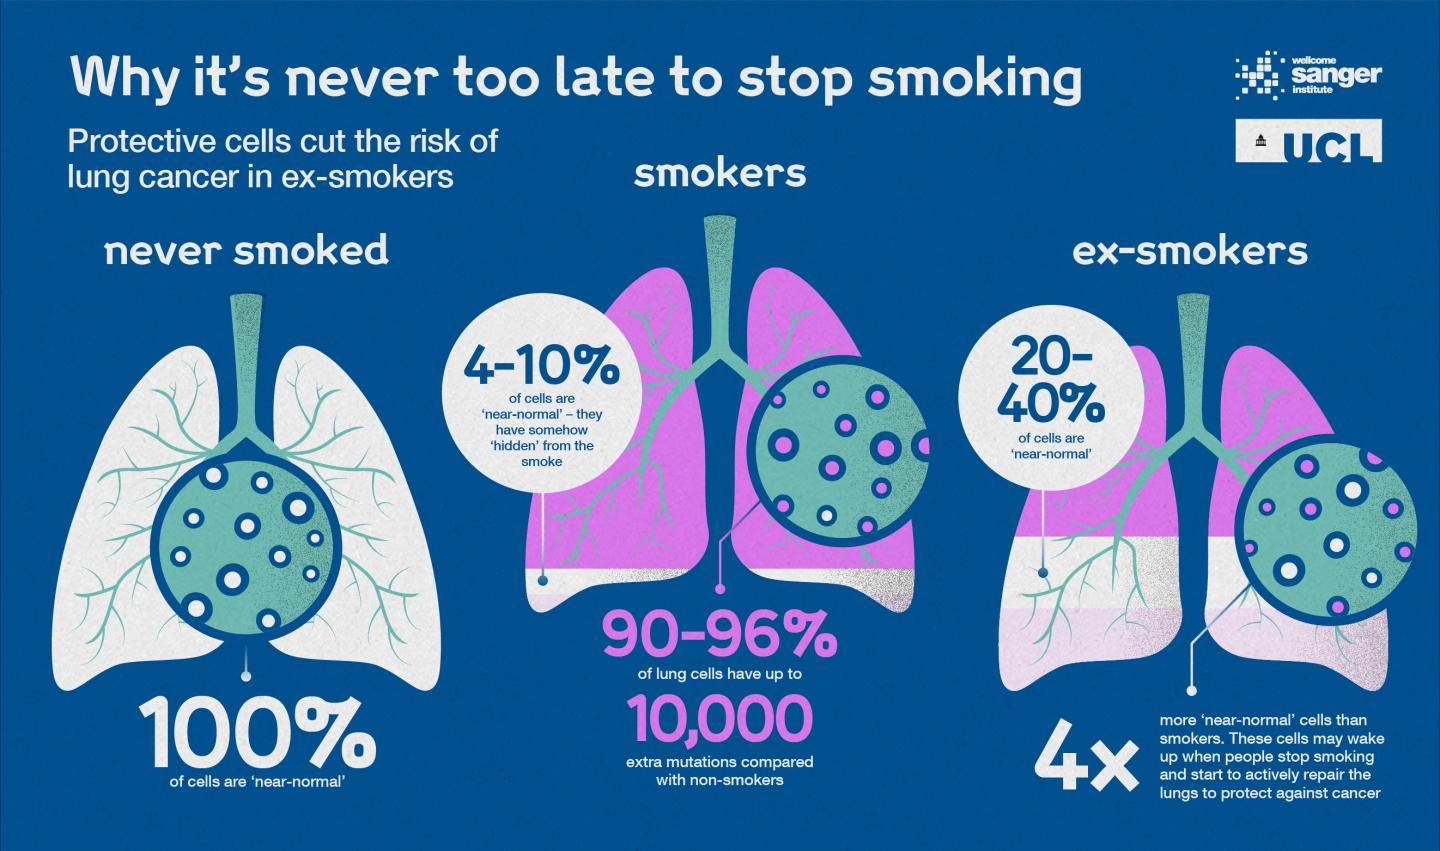 Why it's never too late to stop smoking
wellcome
sanger
institute
UCL
Protective cells cut the risk of
lung cancer in ex-smokers
never smoked
100%
of cells are 'near-normal'
smokers
4-10%
of cells are
'near-normal' – they
have somehow
'hidden' from the
smoke
90-96%
of lung cells have up to
10,000
extra mutations compared
with non-smokers
ex-smokers
20-
40%
of cells are
'near-normal'
4x
more 'near-normal' cells than
smokers. These cells may wake
up when people stop smoking
and start to actively repair the
lungs to protect against cancer